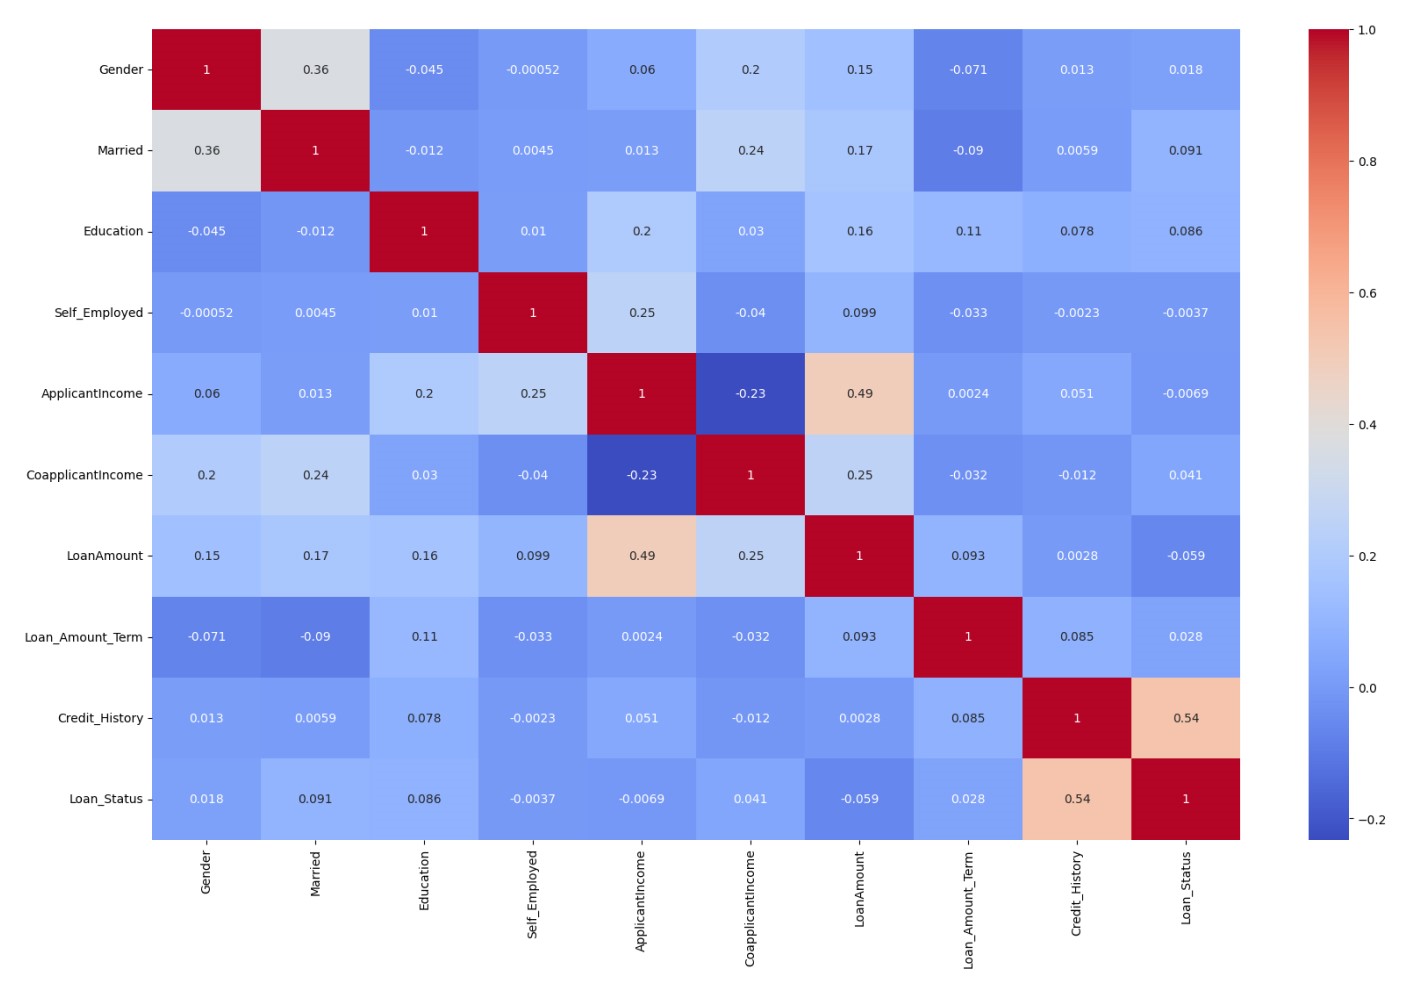 Gender 1 0.36 -0.045 -0.00052 0.06 0.2 0.15 -0.071 0.013 0.018
Married 0.36 1 -0.012 0.0045 0.013 0.24 0.17 -0.09 0.0059 0.091
Education -0.045 -0.012 1 0.01 0.2 0.03 0.16 0.11 0.078 0.086
Self_Employed -0.00052 0.0045 0.01 1 0.25 -0.04 0.099 -0.033 -0.0023 -0.0037
ApplicantIncome 0.06 0.013 0.2 0.25 1 -0.23 0.49 0.0024 0.051 -0.0069
CoapplicantIncome 0.2 0.24 0.03 -0.04 -0.23 1 0.25 -0.032 -0.012 0.041
LoanAmount 0.15 0.17 0.16 0.099 0.49 0.25 1 0.093 0.0028 -0.059
Loan_Amount_Term -0.071 -0.09 0.11 -0.033 0.0024 -0.032 0.093 1 0.085 0.028
Credit_History 0.013 0.0059 0.078 -0.0023 0.051 -0.012 0.0028 0.085 1 0.54
Loan_Status 0.018 0.091 0.086 -0.0037 -0.0069 0.041 -0.059 0.028 0.54 1
Gender
Married
Education
Self_Employed
ApplicantIncome
CoapplicantIncome
LoanAmount
Loan_Amount_Term
Credit_History
Loan_Status
1.0
0.8
0.6
0.4
0.2
0.0
−0.2